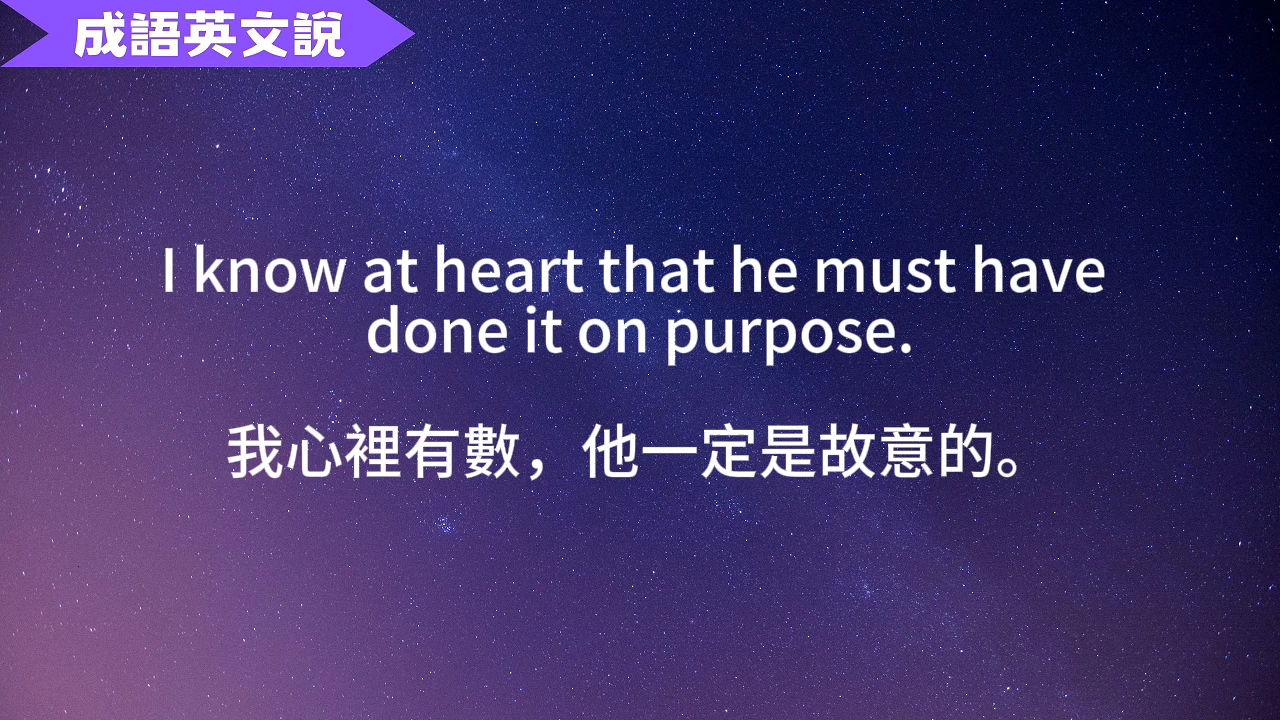 成語英文說
I know at heart that he must have
done it on purpose.
我心裡有數，他一定是故意的。